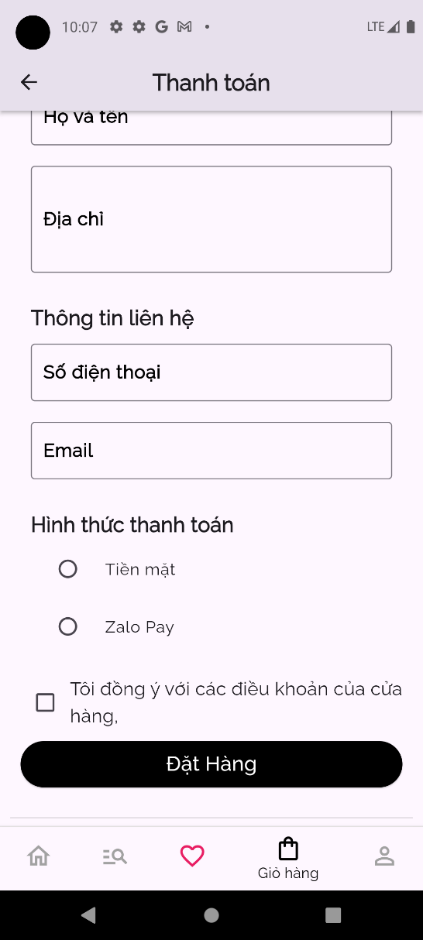 10:07
LTE
Thanh toán
Họ và tên
Địa chỉ
Thông tin liên hệ
Số điện thoại
Email
Hình thức thanh toán
Tiền mặt
Zalo Pay
Tôi đồng ý với các điều khoản của cửa
hàng,
Đặt Hàng
Giỏ hàng